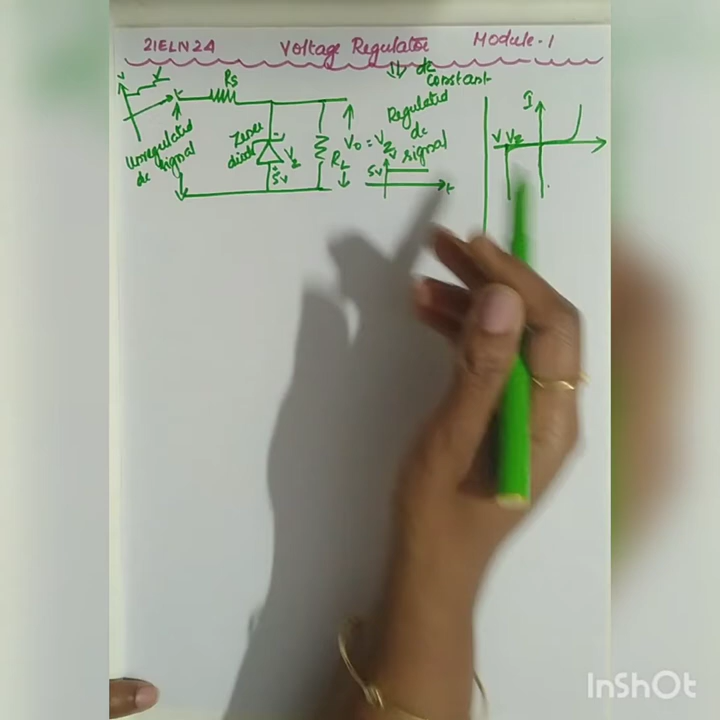 21ELN24 Voltage Regulator Module-1
⇓ dc constant
V
t
Rs
Unregulated dc signal
Zener diode
Vz
+
5V
RL
Vo = Vz
Regulated dc signal
V
5V
t
I
V Vz
InShOt